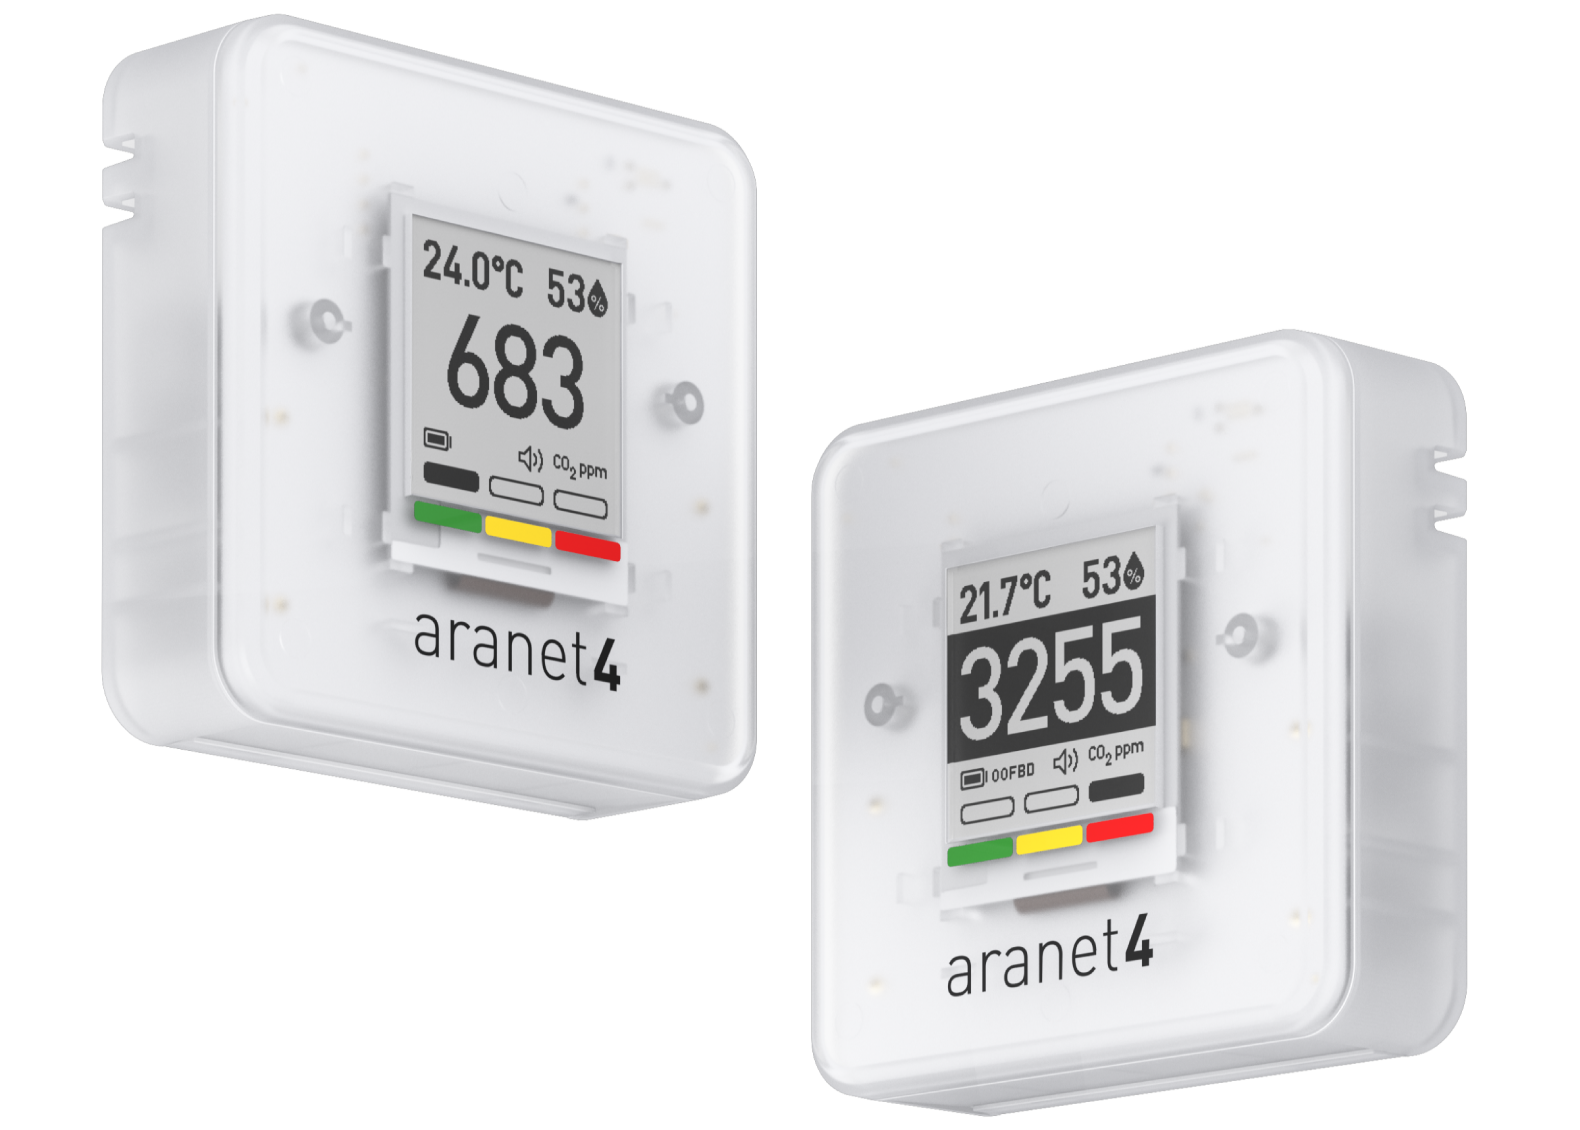 24.0°C 53%
683
CO₂ ppm
aranet4
21.7°C 53%
3255
00FBD CO₂ ppm
aranet4